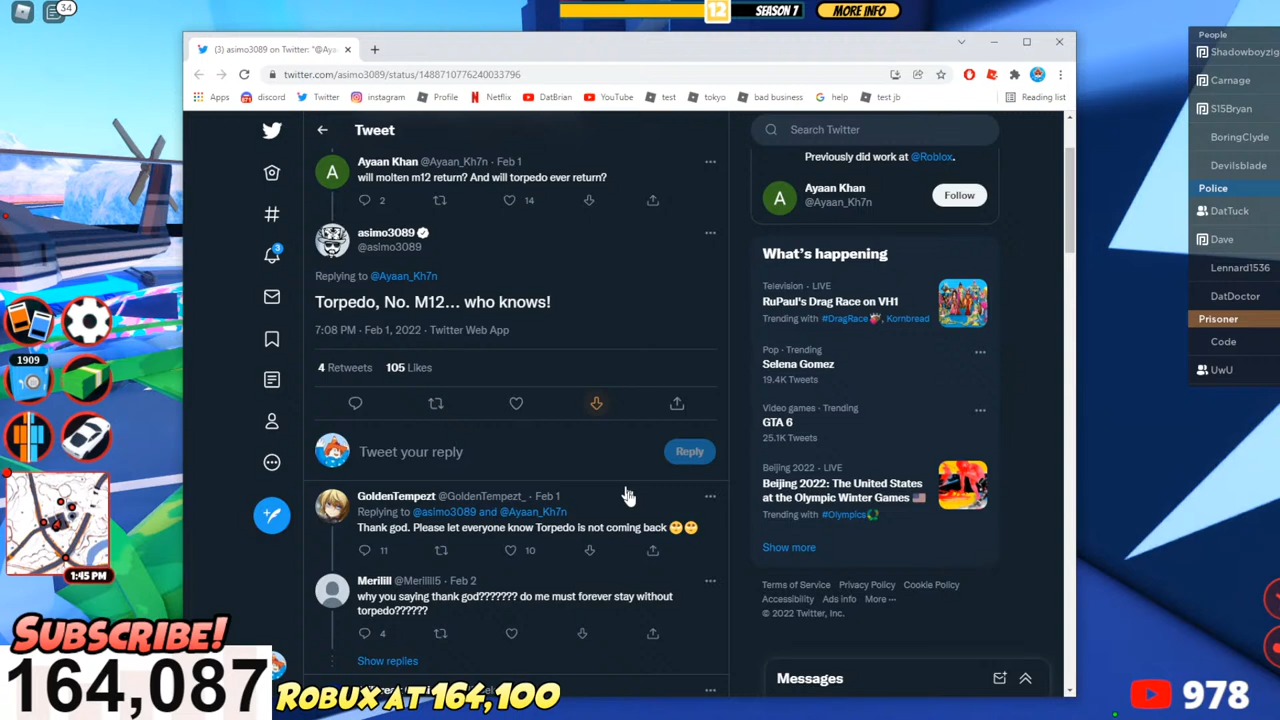 34
12
SEASON 7
MORE INFO
(3) asimo3089 on Twitter: "@Aya
twitter.com/asimo3089/status/1488710776240033796
Apps
discord
Twitter
instagram
Profile
Netflix
DatBrian
YouTube
test
tokyo
bad business
help
test jb
Reading list
Tweet
Search Twitter
Ayaan Khan @Ayaan_Kh7n · Feb 1
will molten m12 return? And will torpedo ever return?
2
14
asimo3089
@asimo3089
Replying to @Ayaan_Kh7n
Torpedo, No. M12... who knows!
7:08 PM · Feb 1, 2022 · Twitter Web App
4 Retweets 105 Likes
Tweet your reply
Reply
GoldenTempezt @GoldenTempezt_ · Feb 1
Replying to @asimo3089 and @Ayaan_Kh7n
Thank god. Please let everyone know Torpedo is not coming back 🙄🙄
11
10
Merilill @Merilill5 · Feb 2
why you saying thank god??????? do me must forever stay without
torpedo??????
4
Show replies
Previously did work at @Roblox.
Ayaan Khan
@Ayaan_Kh7n
Follow
What's happening
Television · LIVE
RuPaul's Drag Race on VH1
Trending with #DragRace, Kornbread
Pop · Trending
Selena Gomez
19.4K Tweets
Video games · Trending
GTA 6
25.1K Tweets
Beijing 2022 · LIVE
Beijing 2022: The United States
at the Olympic Winter Games 🇺🇸
Trending with #Olympics
Show more
Terms of Service Privacy Policy Cookie Policy
Accessibility Ads info More ···
© 2022 Twitter, Inc.
Messages
3
People
Shadowboyzig
Carnage
S15Bryan
BoringClyde
Devilsblade
Police
DatTuck
Dave
Lennard1536
DatDoctor
Prisoner
Code
UwU
1909
1:45 PM
SUBSCRIBE!
164,087
ROBUX AT 164,100
978